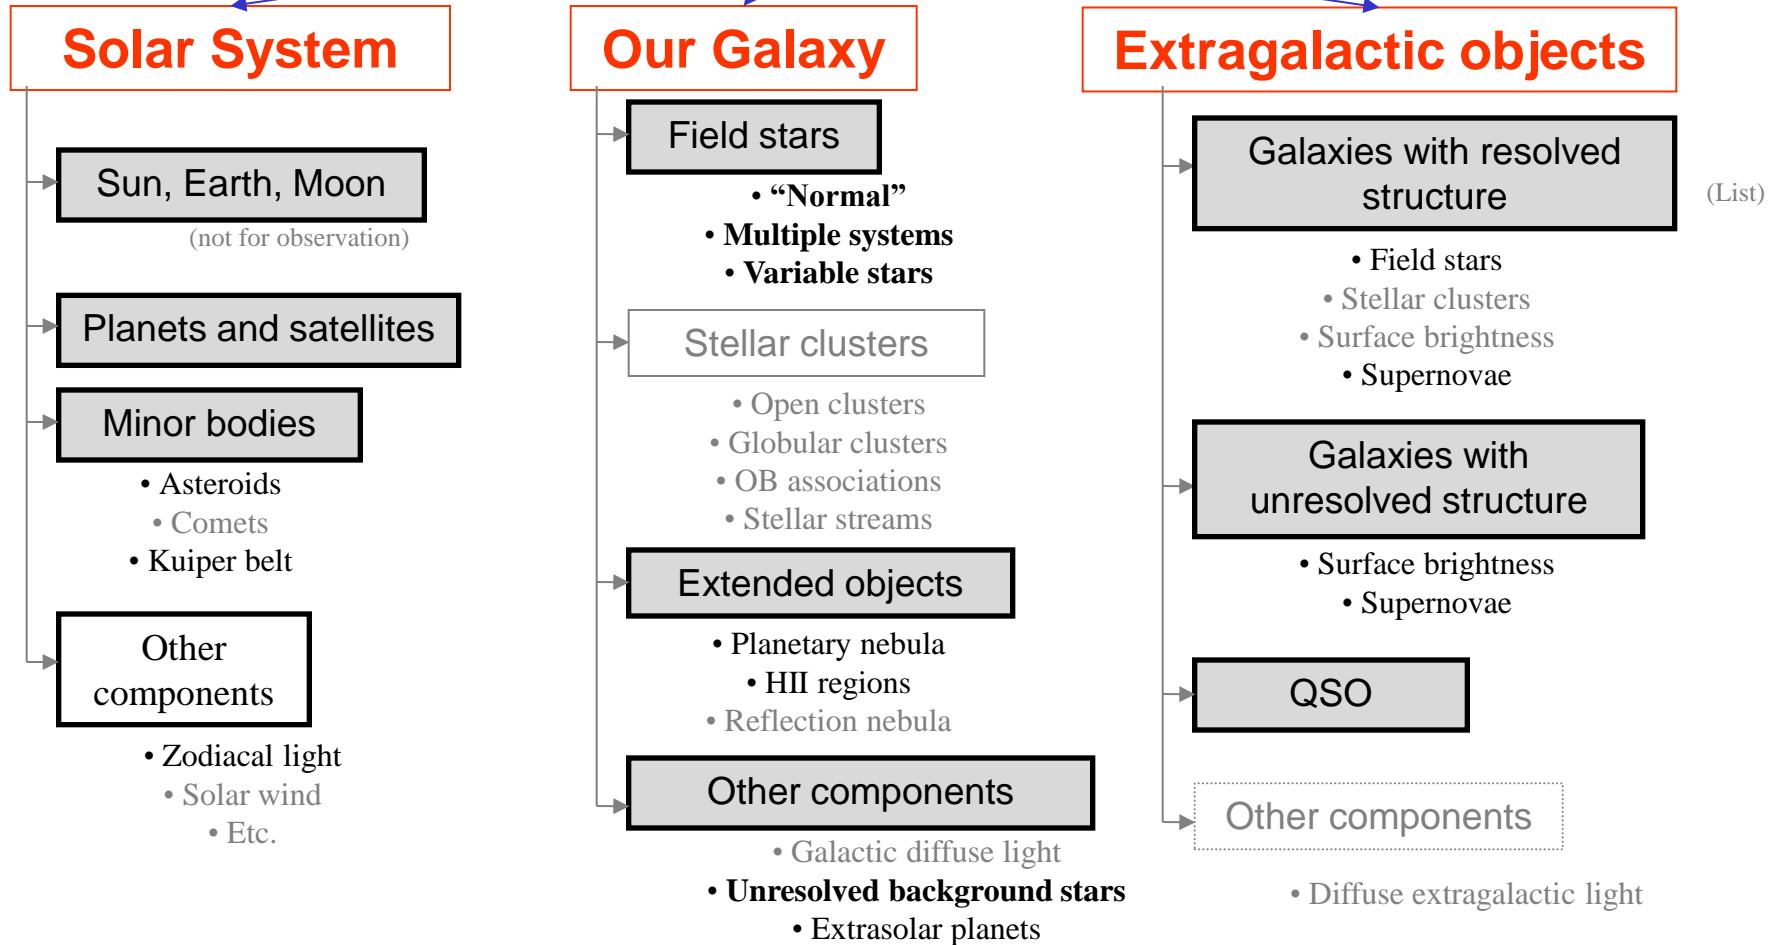 Solar System
Sun, Earth, Moon
(not for observation)
Planets and satellites
Minor bodies
• Asteroids
• Comets
• Kuiper belt
Other
components
• Zodiacal light
• Solar wind
• Etc.
Our Galaxy
Field stars
• “Normal”
• Multiple systems
• Variable stars
Stellar clusters
• Open clusters
• Globular clusters
• OB associations
• Stellar streams
Extended objects
• Planetary nebula
• HII regions
• Reflection nebula
Other components
• Galactic diffuse light
• Unresolved background stars
• Extrasolar planets
Extragalactic objects
Galaxies with resolved
structure
(List)
• Field stars
• Stellar clusters
• Surface brightness
• Supernovae
Galaxies with
unresolved structure
• Surface brightness
• Supernovae
QSO
Other components
• Diffuse extragalactic light